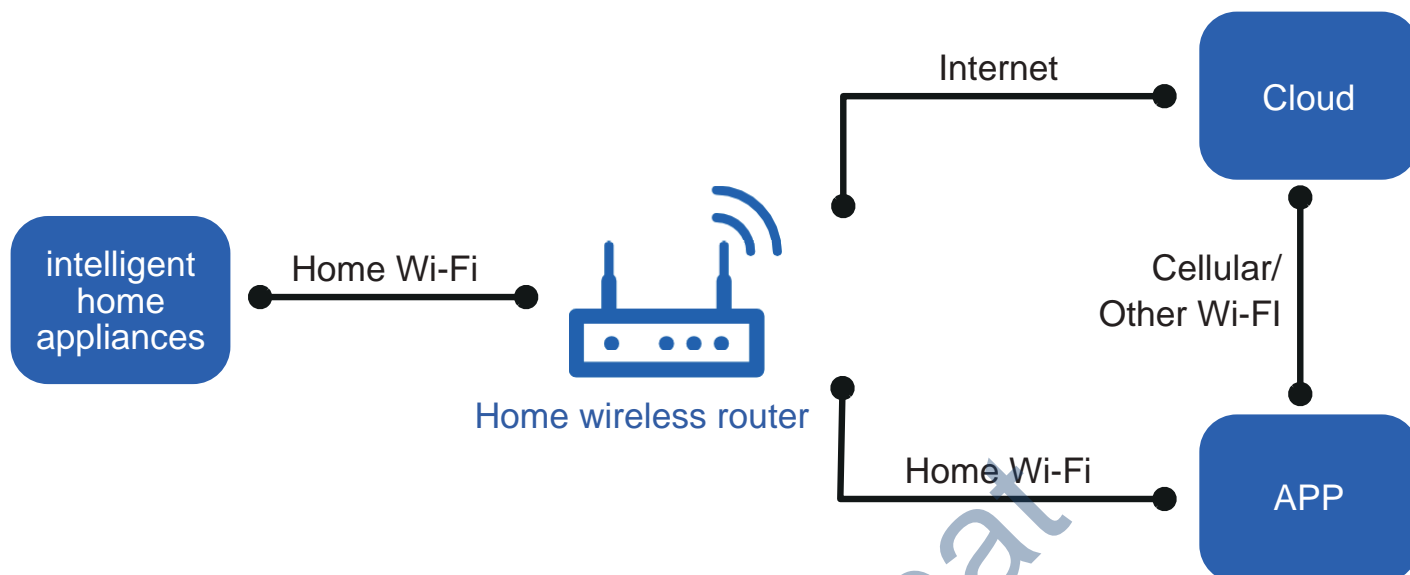 Internet
Cloud
intelligent
home
appliances
Home Wi-Fi
Cellular/
Other Wi-FI
Home wireless router
Home Wi-Fi
APP